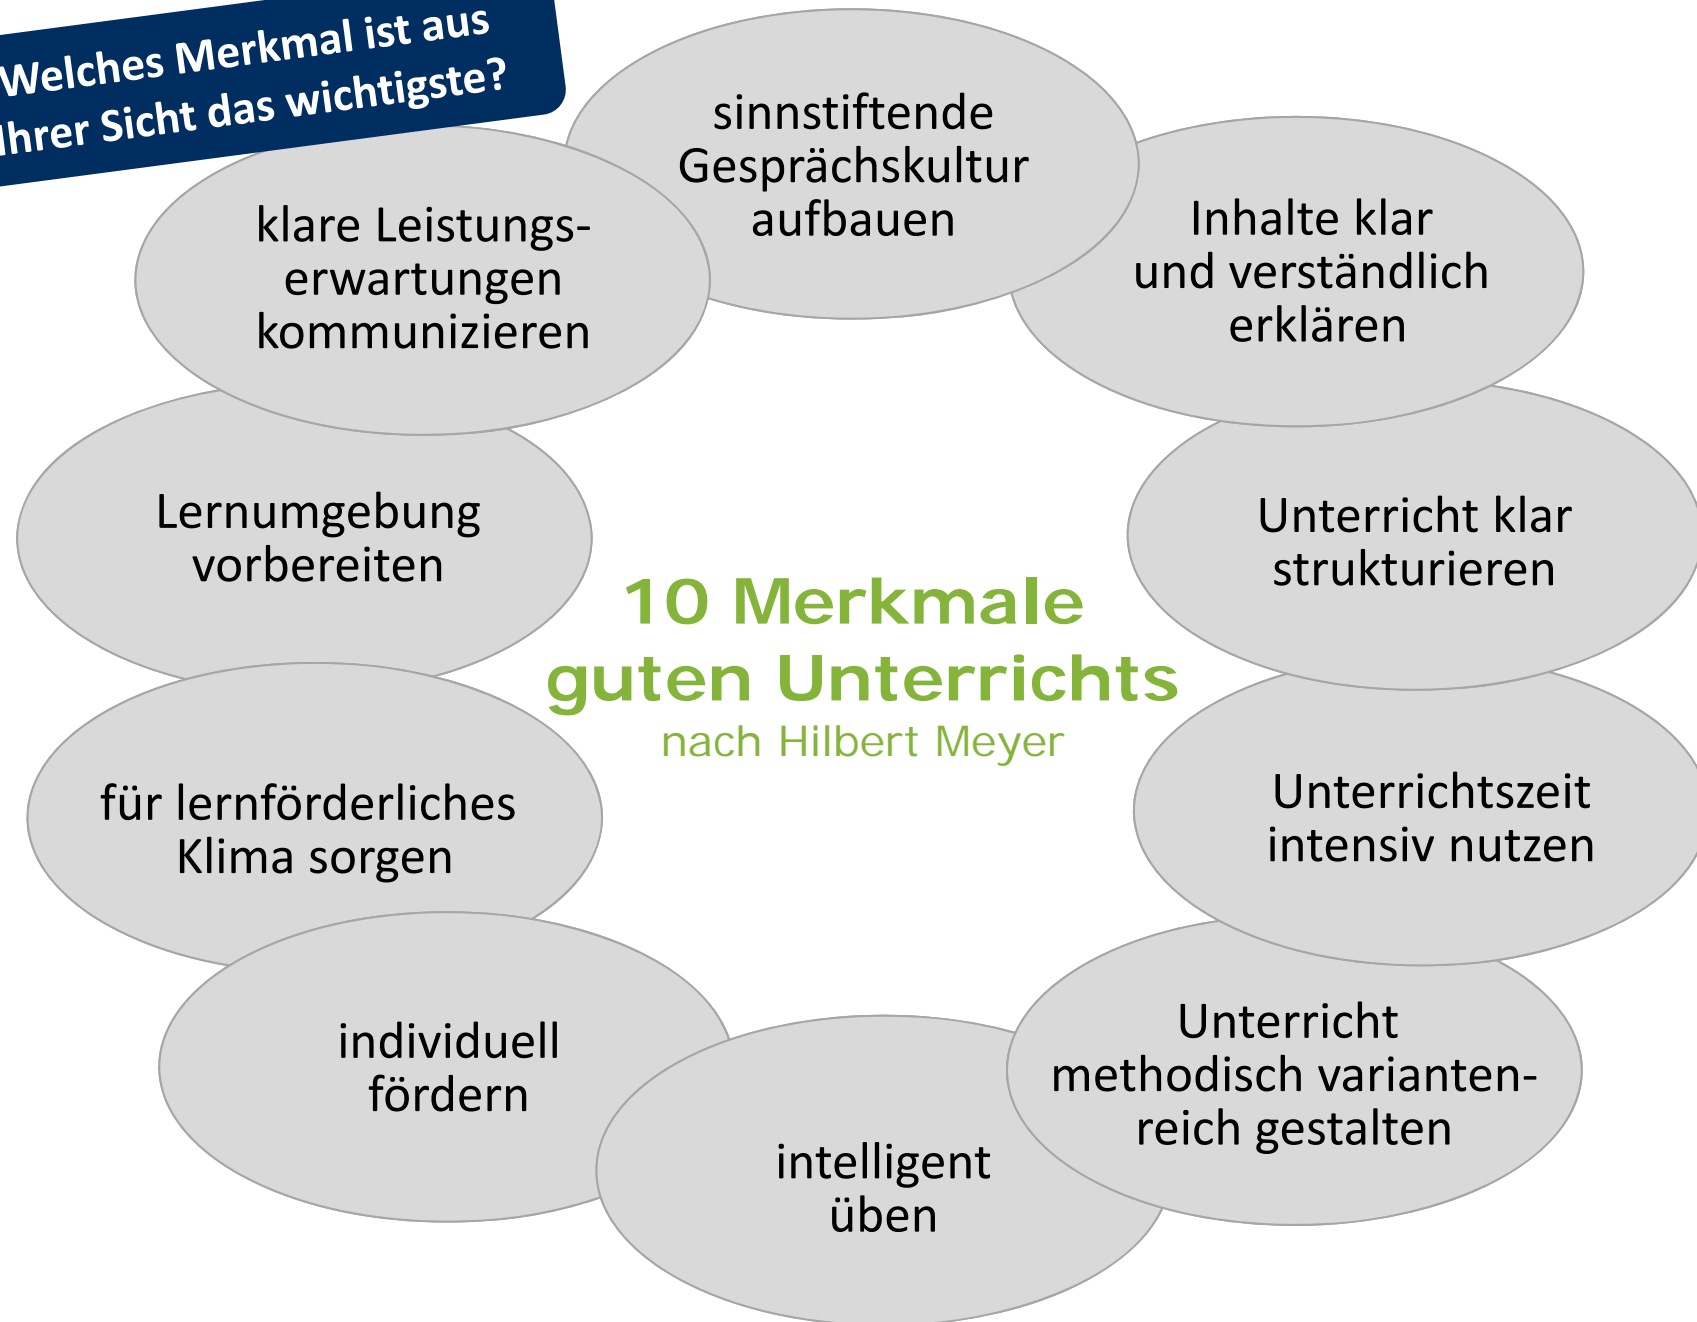 Welches Merkmal ist aus
Ihrer Sicht das wichtigste?
sinnstiftende
Gesprächskultur
aufbauen
Inhalte klar
und verständlich
erklären
Unterricht klar
strukturieren
Unterrichtszeit
intensiv nutzen
Unterricht
methodisch varianten-
reich gestalten
intelligent
üben
individuell
fördern
für lernförderliches
Klima sorgen
Lernumgebung
vorbereiten
klare Leistungs-
erwartungen
kommunizieren
10 Merkmale
guten Unterrichts
nach Hilbert Meyer